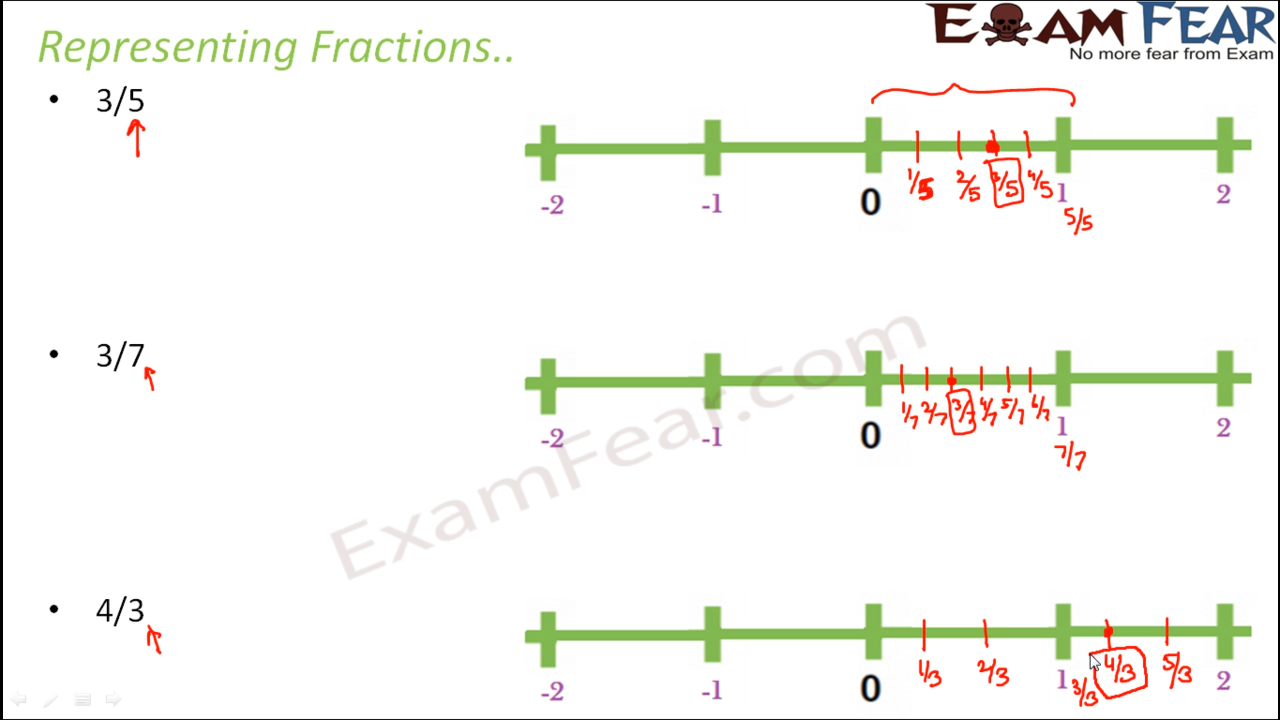 Representing Fractions..
EXAM FEAR
No more fear from Exam
• 3/5
-2 -1 0 1 2
1/5 2/5 3/5 4/5
5/5
• 3/7
-2 -1 0 1 2
1/7 2/7 3/7 4/7 5/7 6/7
7/7
ExamFear.com
• 4/3
-2 -1 0 1 2
1/3 2/3 3/3 4/3 5/3